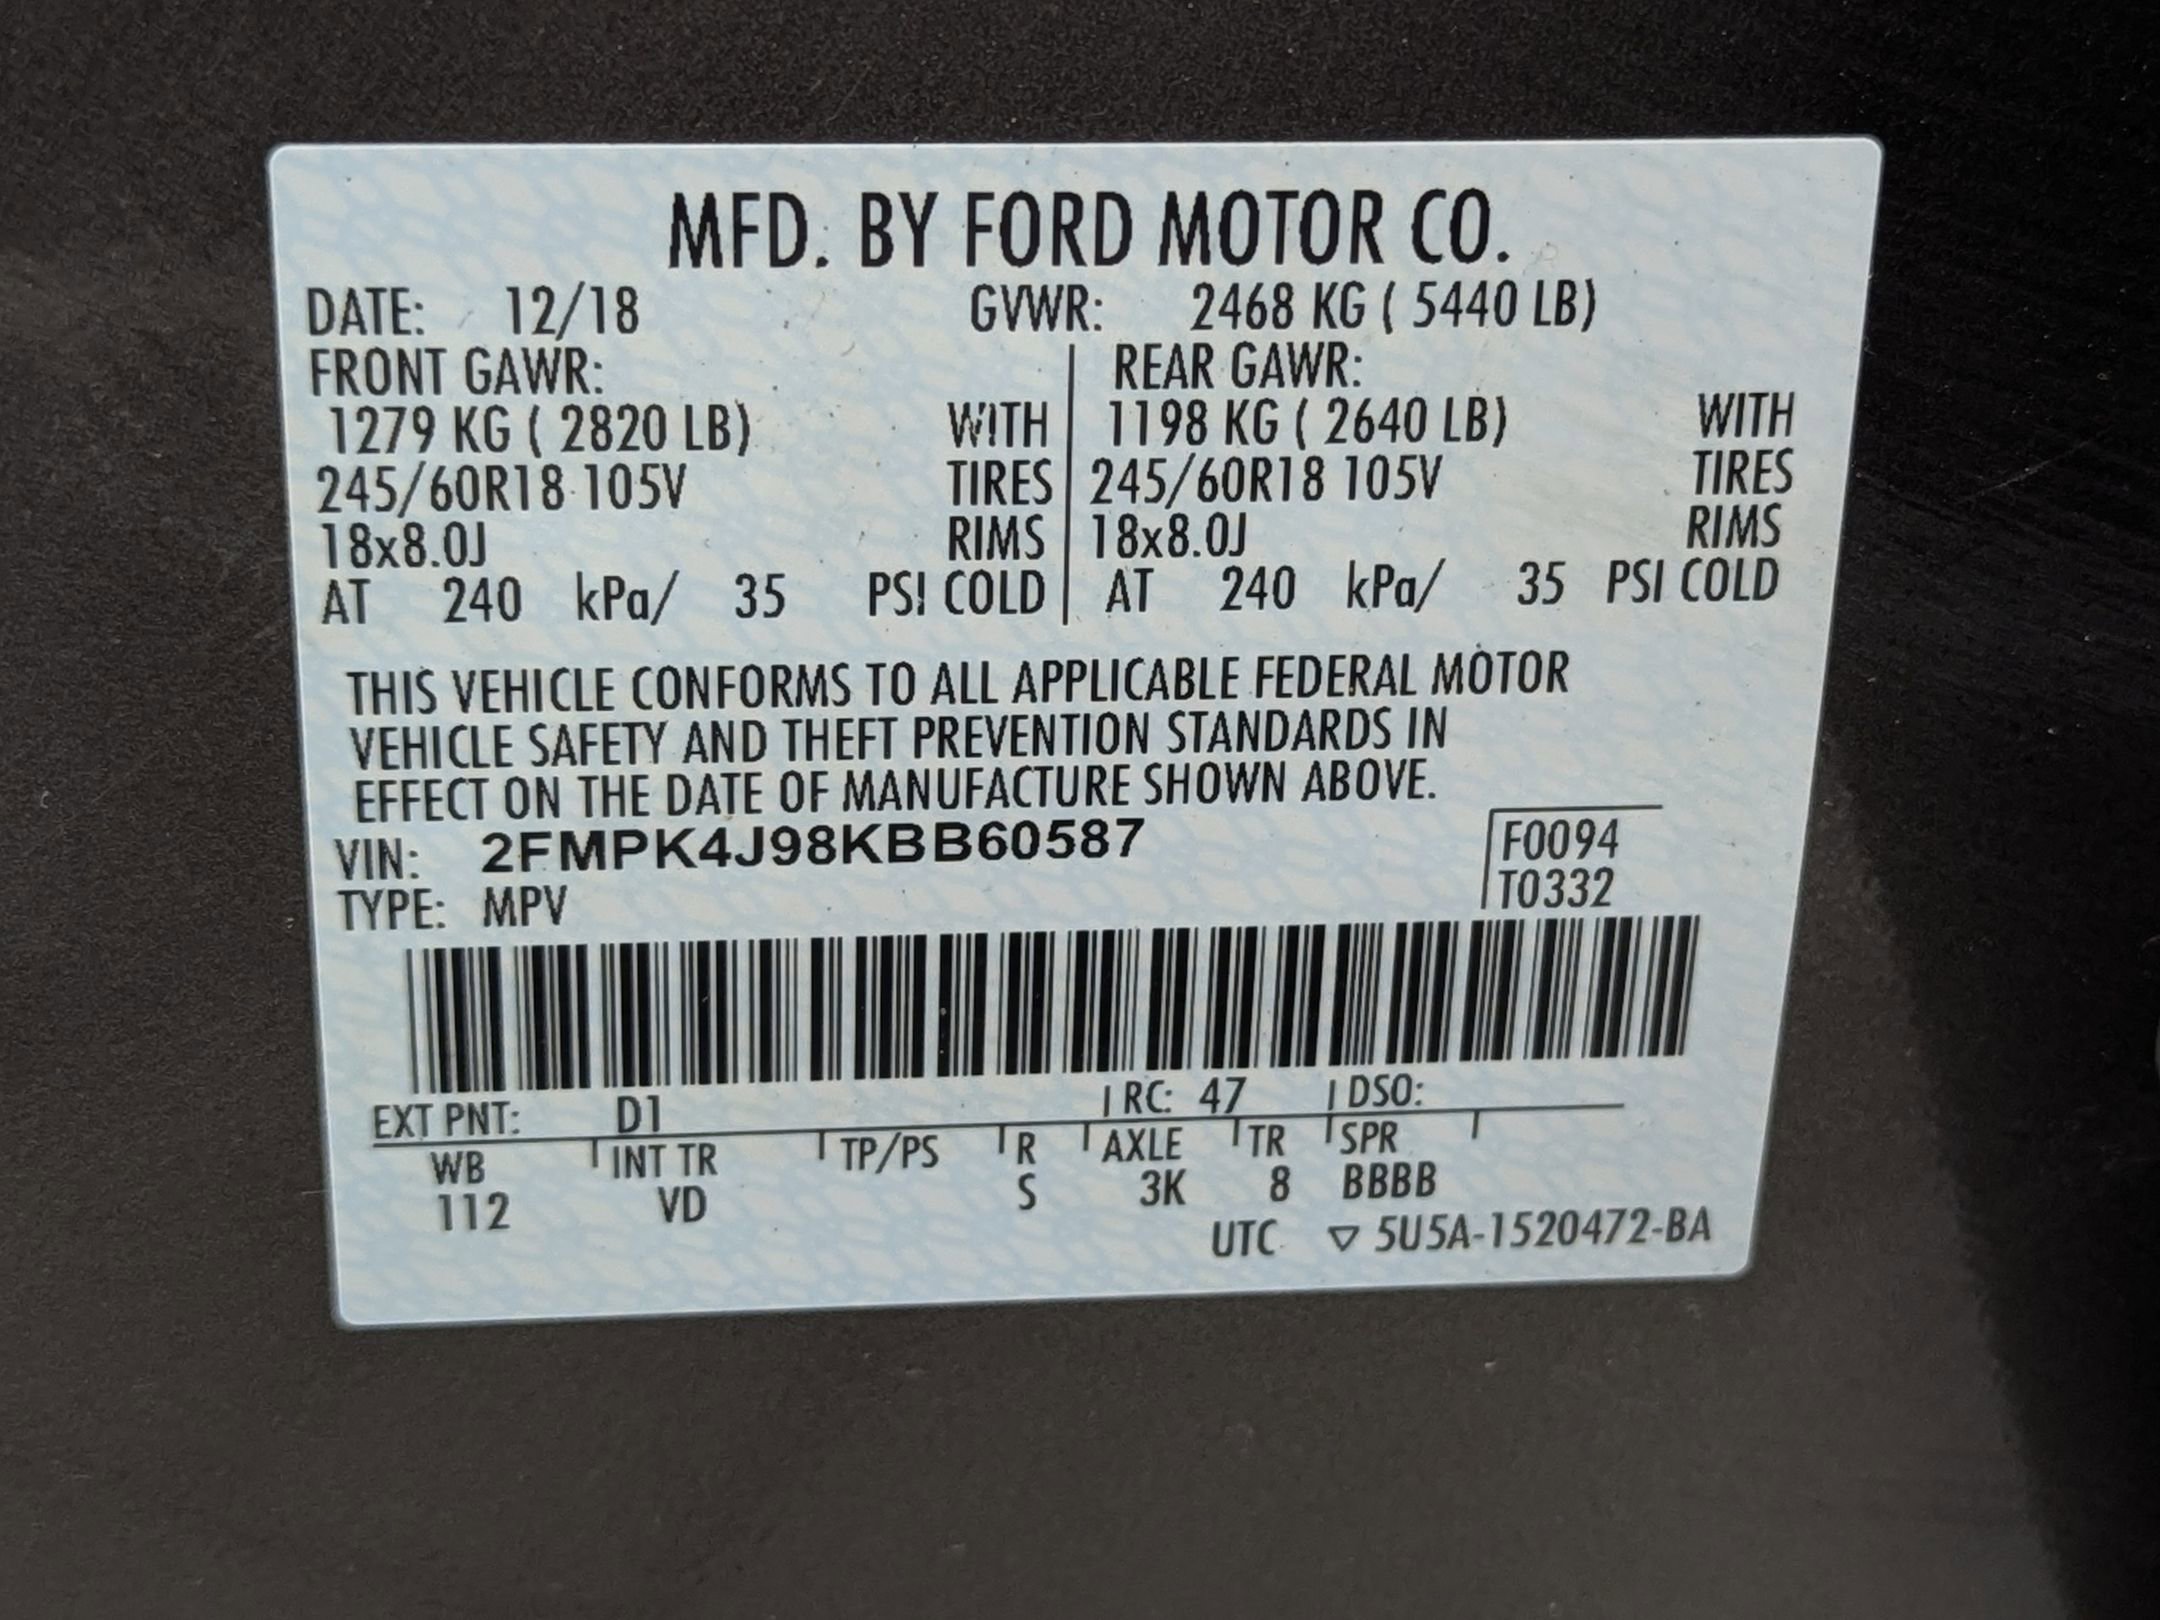 MFD. BY FORD MOTOR CO.
DATE: 12/18 GVWR: 2468 KG ( 5440 LB)
FRONT GAWR: REAR GAWR:
1279 KG ( 2820 LB) WITH 1198 KG ( 2640 LB) WITH
245/60R18 105V TIRES 245/60R18 105V TIRES
18x8.0J RIMS 18x8.0J RIMS
AT 240 kPa/ 35 PSI COLD AT 240 kPa/ 35 PSI COLD
THIS VEHICLE CONFORMS TO ALL APPLICABLE FEDERAL MOTOR
VEHICLE SAFETY AND THEFT PREVENTION STANDARDS IN
EFFECT ON THE DATE OF MANUFACTURE SHOWN ABOVE.
VIN: 2FMPK4J98KBB60587 F0094
TYPE: MPV T0332
EXT PNT: D1 RC: 47 DSO:
WB INT TR TP/PS R AXLE TR SPR
112 VD S 3K 8 BBBB
UTC ▽ 5U5A-1520472-BA